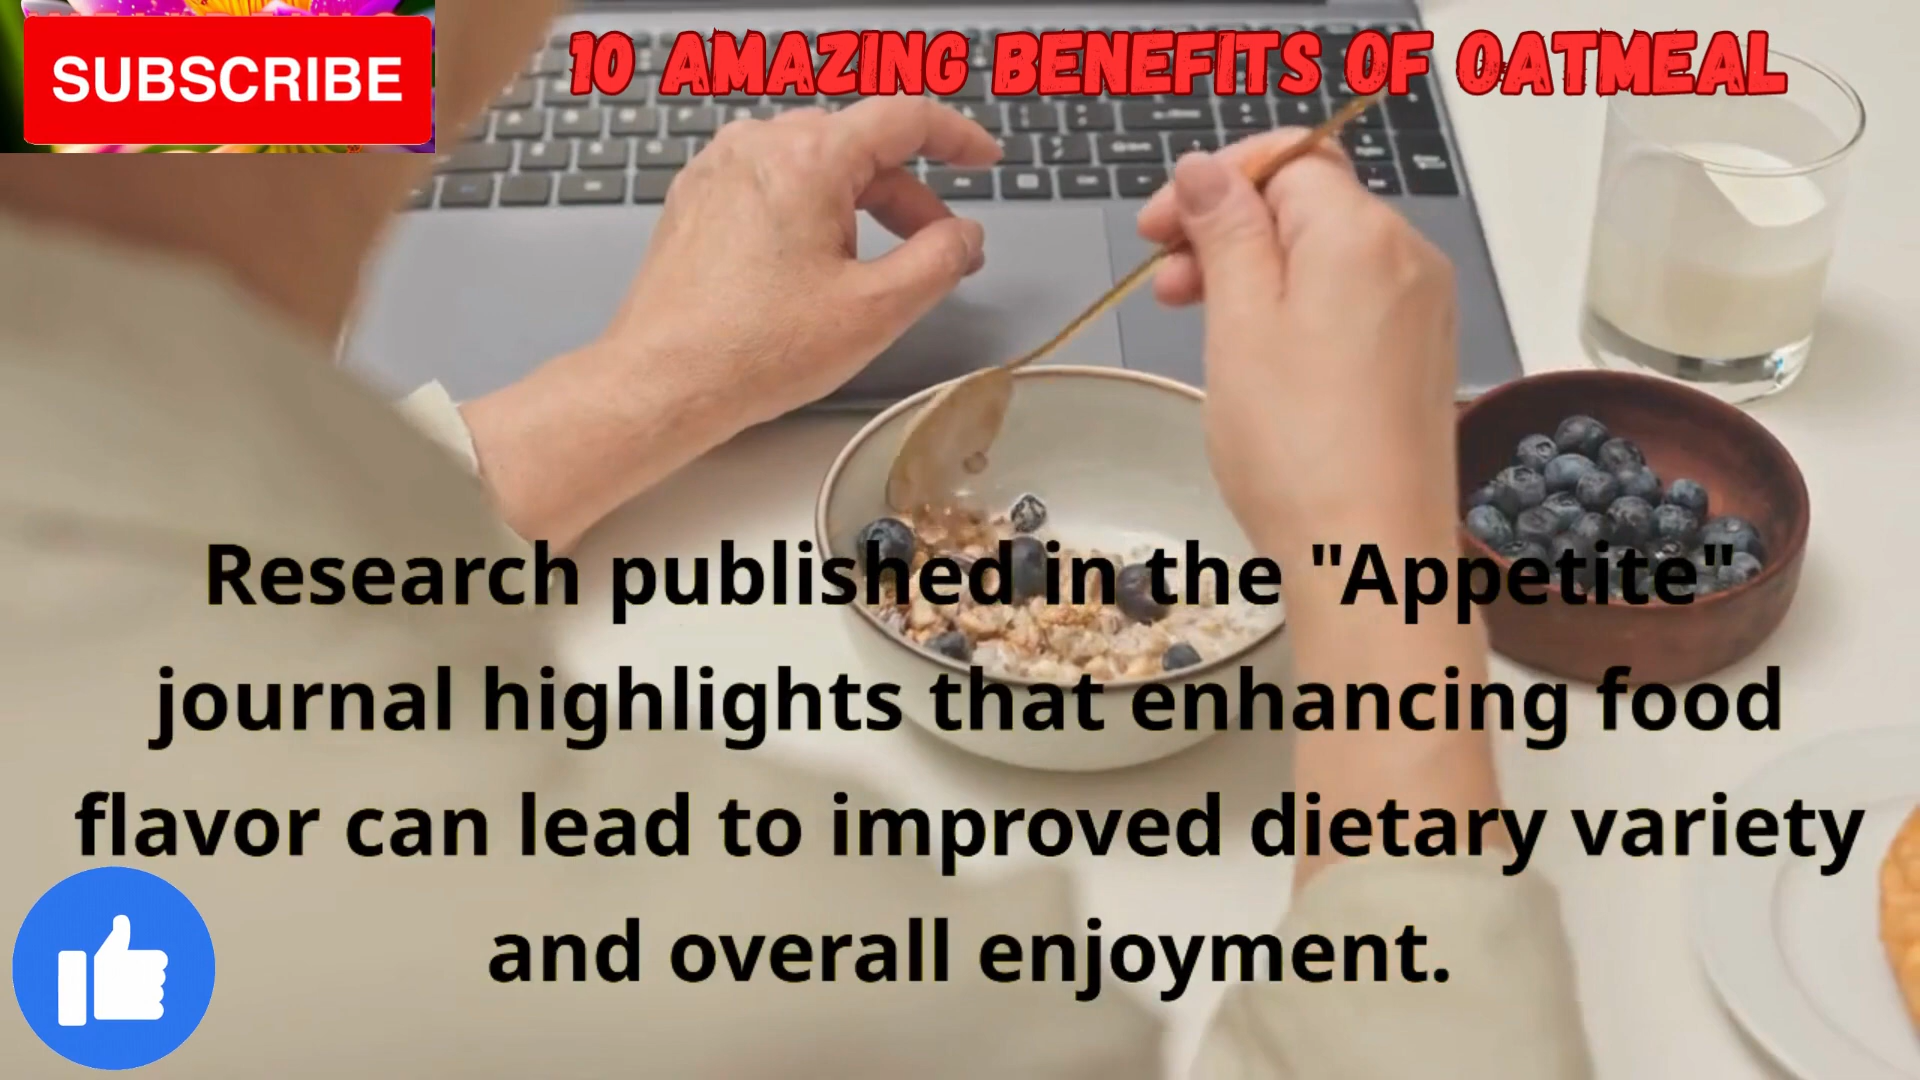 SUBSCRIBE
10 AMAZING BENEFITS OF OATMEAL
Research published in the "Appetite"
journal highlights that enhancing food
flavor can lead to improved dietary variety
and overall enjoyment.